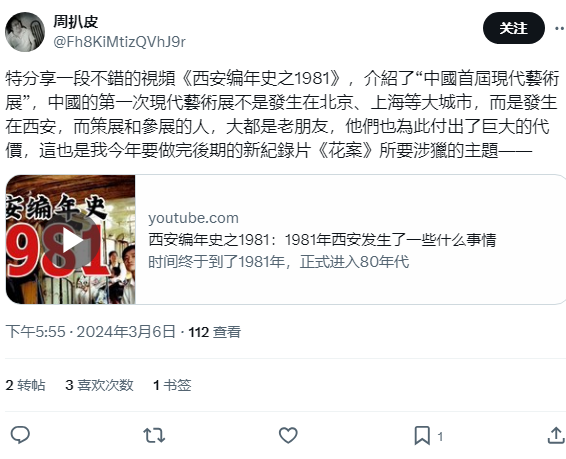 周扒皮
@Fh8KiMtizQVhJ9r
关注
特分享一段不错的視頻《西安编年史之1981》，介紹了“中國首屆現代藝術
展”，中國的第一次現代藝術展不是發生在北京、上海等大城市，而是發生
在西安，而策展和參展的人，大都是老朋友，他們也為此付出了巨大的代
價，這也是我今年要做完後期的新紀錄片《花案》所要涉獵的主題——
安编年史
981
youtube.com
西安编年史之1981：1981年西安发生了一些什么事情
时间终于到了1981年，正式进入80年代
下午5:55 · 2024年3月6日 · 112 查看
2 转帖 3 喜欢次数 1 书签
1